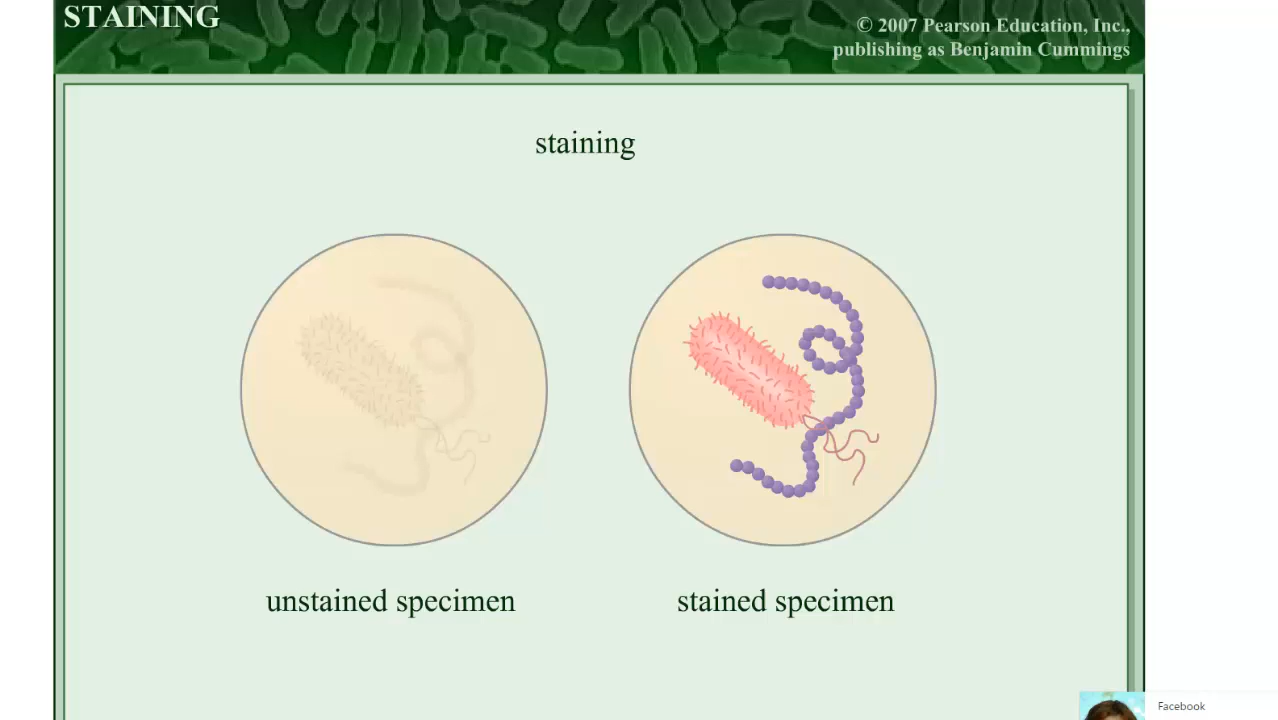 STAINING
© 2007 Pearson Education, Inc.,
publishing as Benjamin Cummings
staining
unstained specimen
stained specimen
Facebook